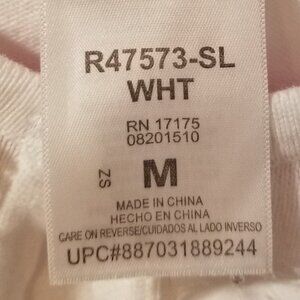 R47573-SL
WHT
RN 17175
08201510
ZS M
MADE IN CHINA
HECHO EN CHINA
CARE ON REVERSE/CUIDADOS AL LADO INVERSO
UPC#887031889244